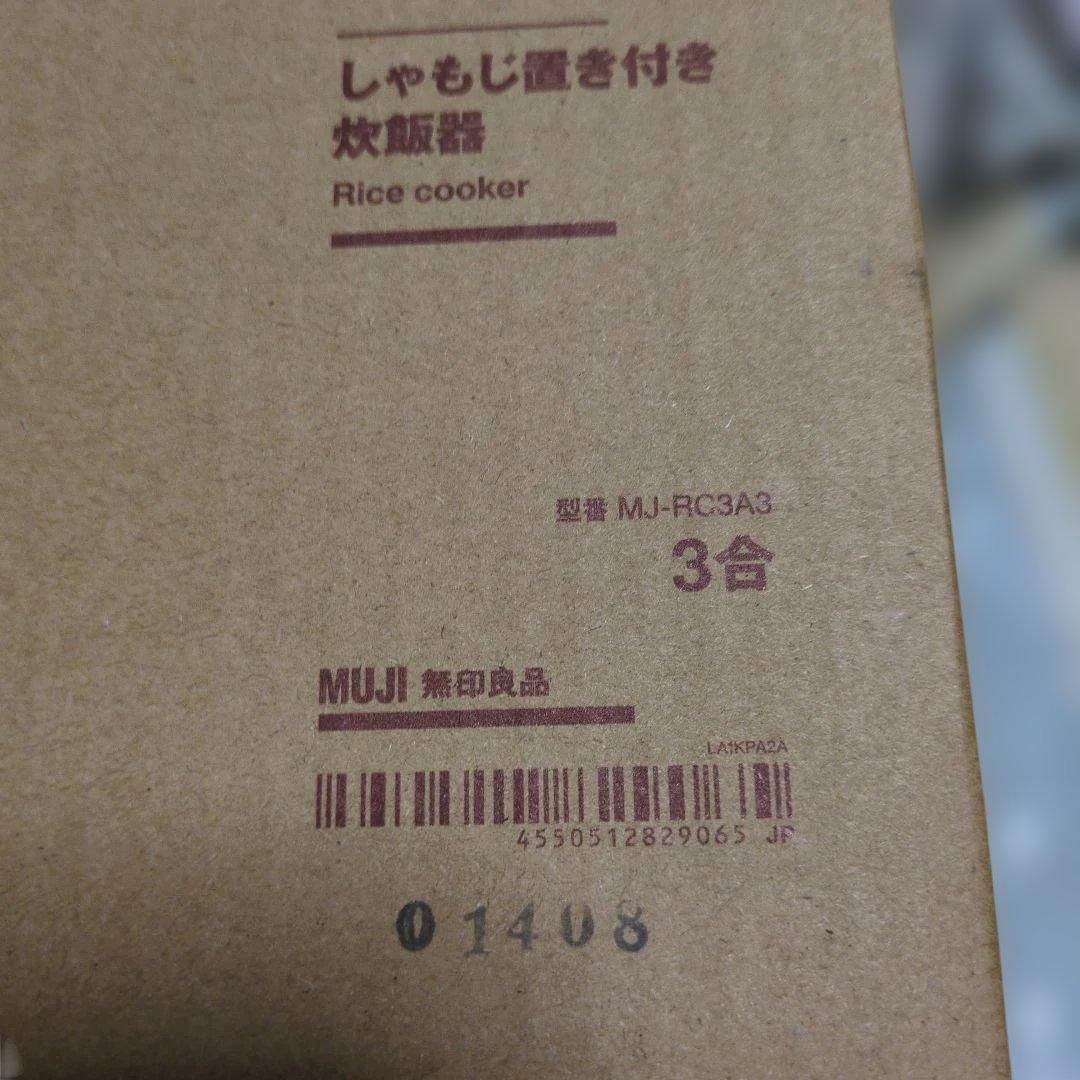 しゃもじ置き付き
炊飯器
Rice cooker
型番 MJ-RC3A3
3合
MUJI 無印良品
LA1KPA2A
4550512829065 JP
01408